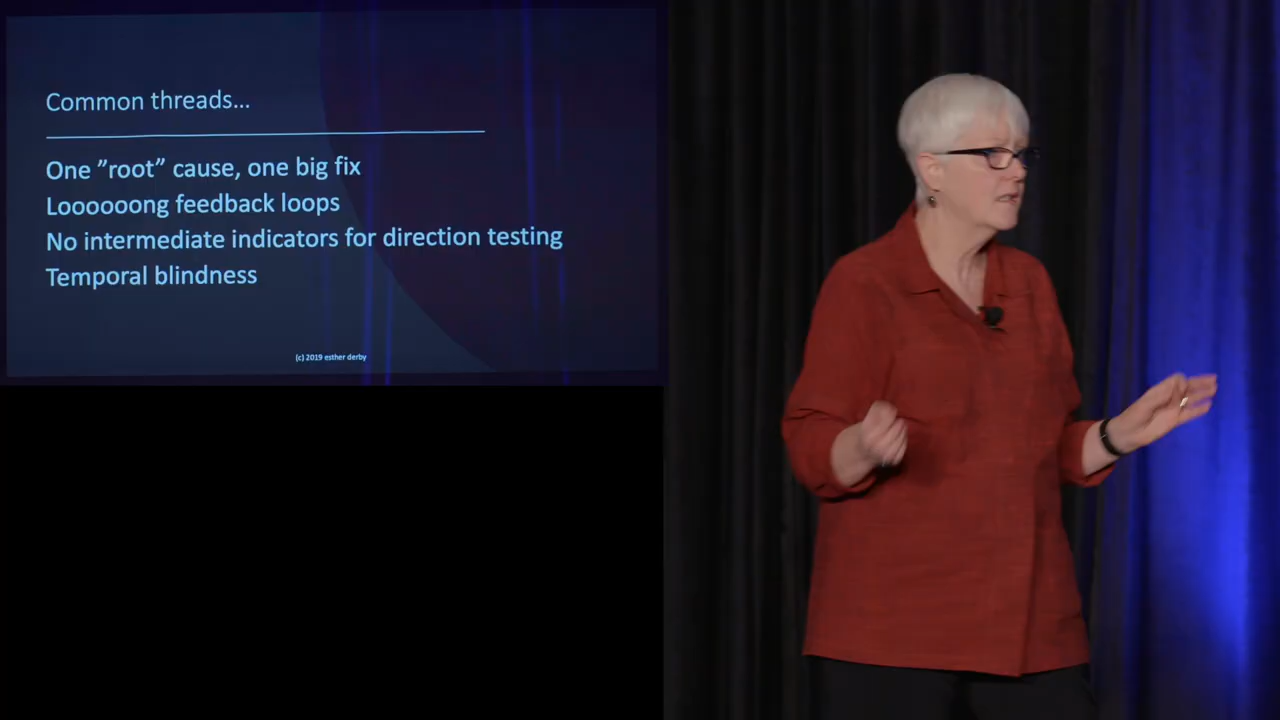 Common threads...
One ”root” cause, one big fix
Loooooong feedback loops
No intermediate indicators for direction testing
Temporal blindness
(c) 2019 esther derby